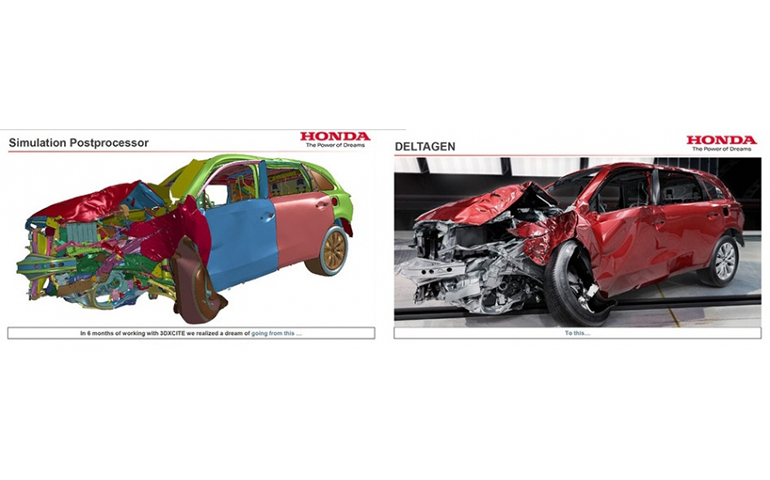 Simulation Postprocessor
HONDA
The Power of Dreams
In 6 months of working with 3DXCITE we realized a dream of going from this ....
DELTAGEN
HONDA
The Power of Dreams
To this....